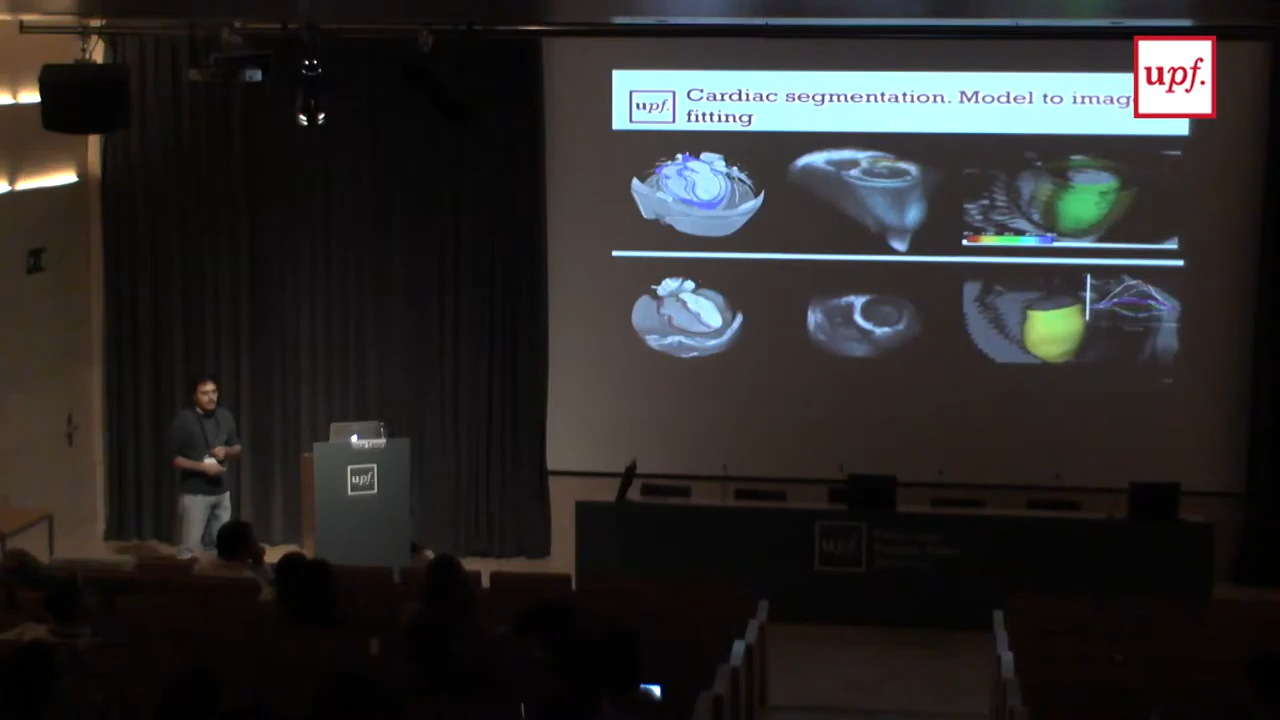 upf.
upf.
Cardiac segmentation. Model to imag
fitting
upf.
upf.